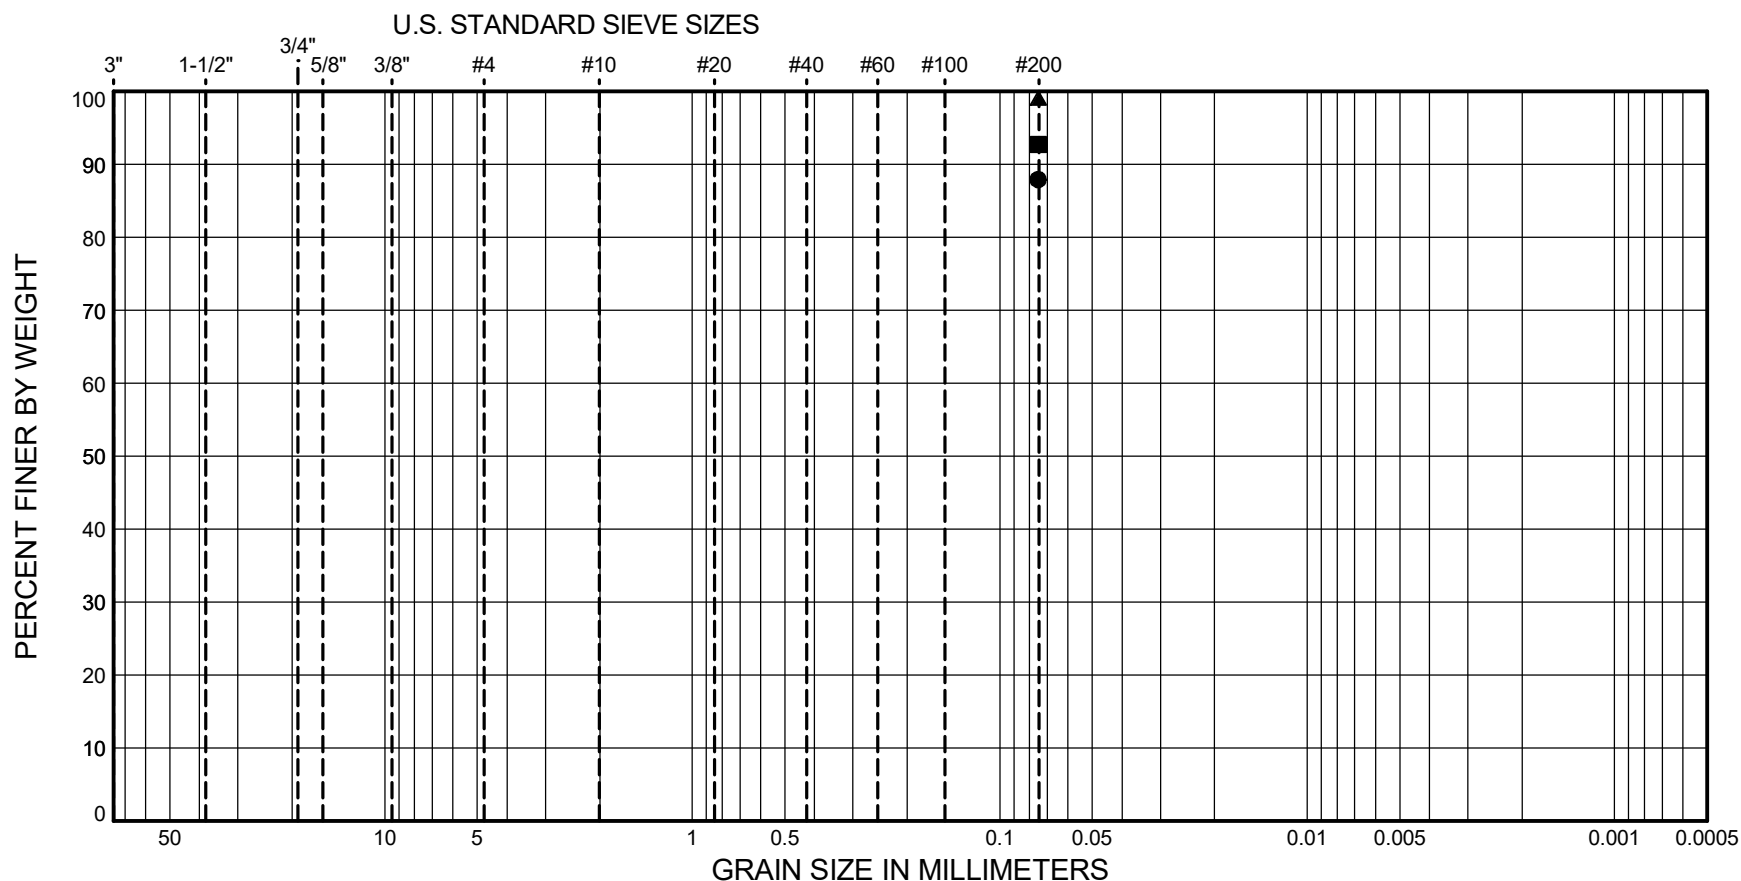 U.S. STANDARD SIEVE SIZES
3" 1-1/2" 3/4" 5/8" 3/8" #4 #10 #20 #40 #60 #100 #200
100
90
80
70
60
50
40
30
20
10
0
PERCENT FINER BY WEIGHT
50 10 5 1 0.5 0.1 0.05 0.01 0.005 0.001 0.0005
GRAIN SIZE IN MILLIMETERS